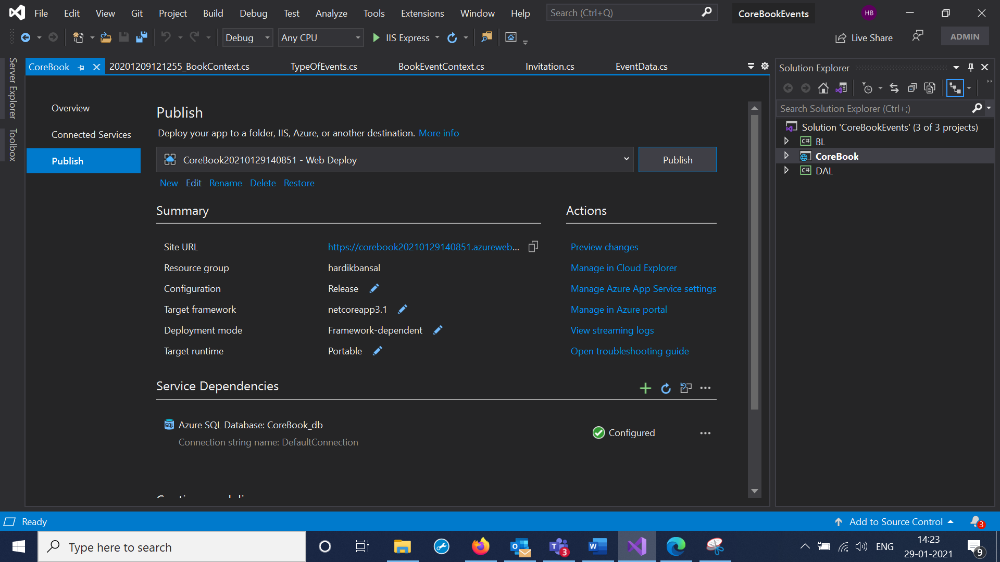 File Edit View Git Project Build Debug Test Analyze Tools Extensions Window Help Search (Ctrl+Q) CoreBookEvents HB
Debug Any CPU IIS Express Live Share ADMIN
Server Explorer
Toolbox
CoreBook 20201209121255_BookContext.cs TypeOfEvents.cs BookEventContext.cs Invitation.cs EventData.cs
Overview
Connected Services
Publish
Publish
Deploy your app to a folder, IIS, Azure, or another destination. More info
CoreBook20210129140851 - Web Deploy Publish
New Edit Rename Delete Restore
Summary
Site URL https://corebook20210129140851.azureweb...
Resource group hardikbansal
Configuration Release
Target framework netcoreapp3.1
Deployment mode Framework-dependent
Target runtime Portable
Actions
Preview changes
Manage in Cloud Explorer
Manage Azure App Service settings
Manage in Azure portal
View streaming logs
Open troubleshooting guide
Service Dependencies
SQL Azure SQL Database: CoreBook_db
Connection string name: DefaultConnection
Configured
Solution Explorer
Search Solution Explorer (Ctrl+;)
Solution 'CoreBookEvents' (3 of 3 projects)
C# BL
CoreBook
C# DAL
Ready Add to Source Control 3
Type here to search
3
ENG
14:23
29-01-2021
9